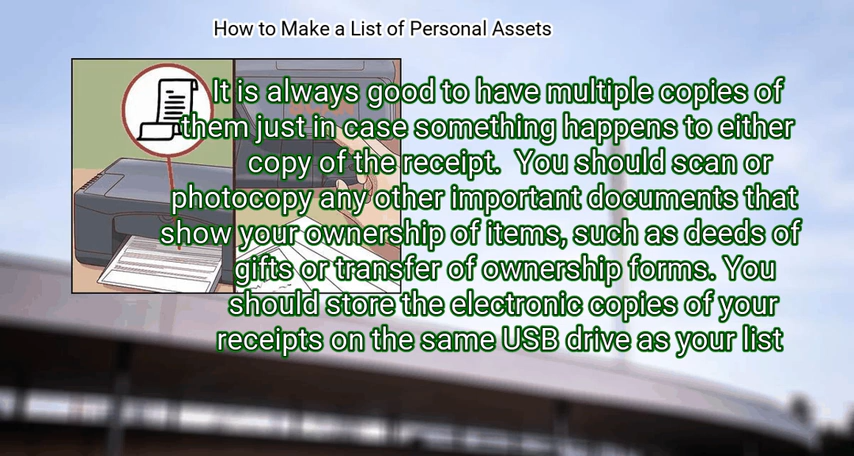 How to Make a List of Personal Assets
It is always good to have multiple copies of
them just in case something happens to either
copy of the receipt.  You should scan or
photocopy any other important documents that
show your ownership of items, such as deeds of
gifts or transfer of ownership forms. You
should store the electronic copies of your
receipts on the same USB drive as your list